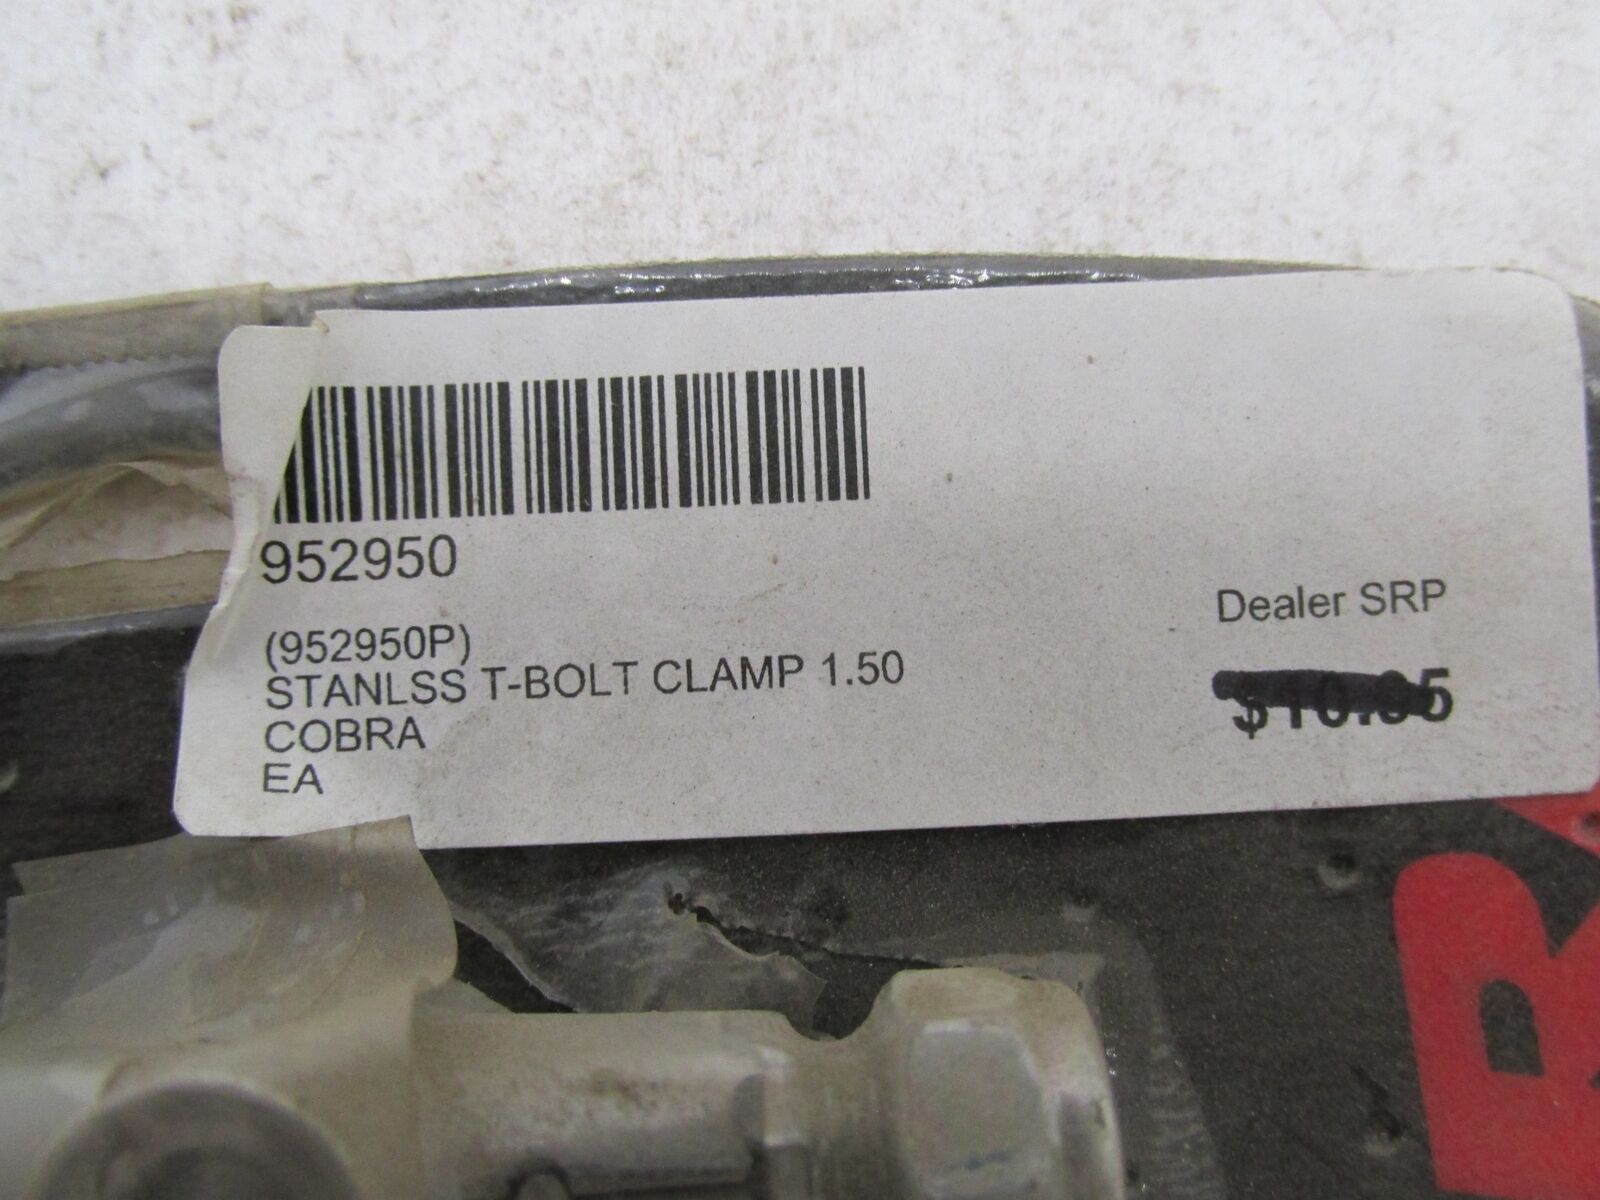 952950
(952950P)
STANLSS T-BOLT CLAMP 1.50
COBRA
EA
Dealer SRP